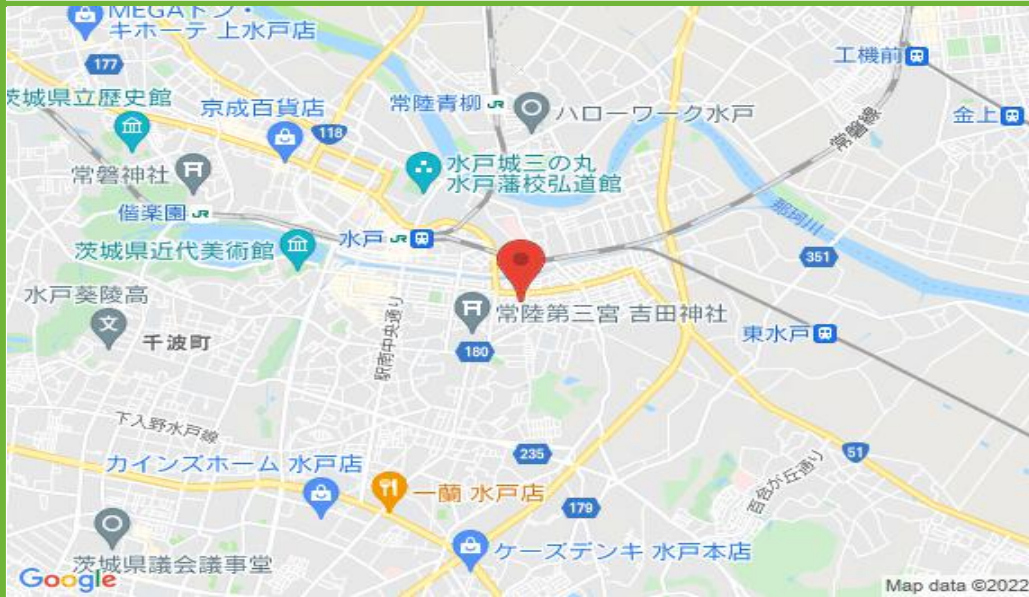 MEGAドン・
キホーテ 上水戸店
177
茨城県立歴史館
京成百貨店
118
常陸青柳 JR
ハローワーク水戸
工機前
金上
常磐線
常磐神社
水戸城三の丸
水戸藩校弘道館
偕楽園 JR
水戸 JR
茨城県近代美術館
那珂川
351
水戸葵陵高
千波町
駅南中央通り
常陸第三宮 吉田神社
180
東水戸
下入野水戸線
235
51
カインズホーム 水戸店
一蘭 水戸店
179
百合が丘通り
ケーズデンキ 水戸本店
茨城県議会議事堂
Google
Map data ©2022